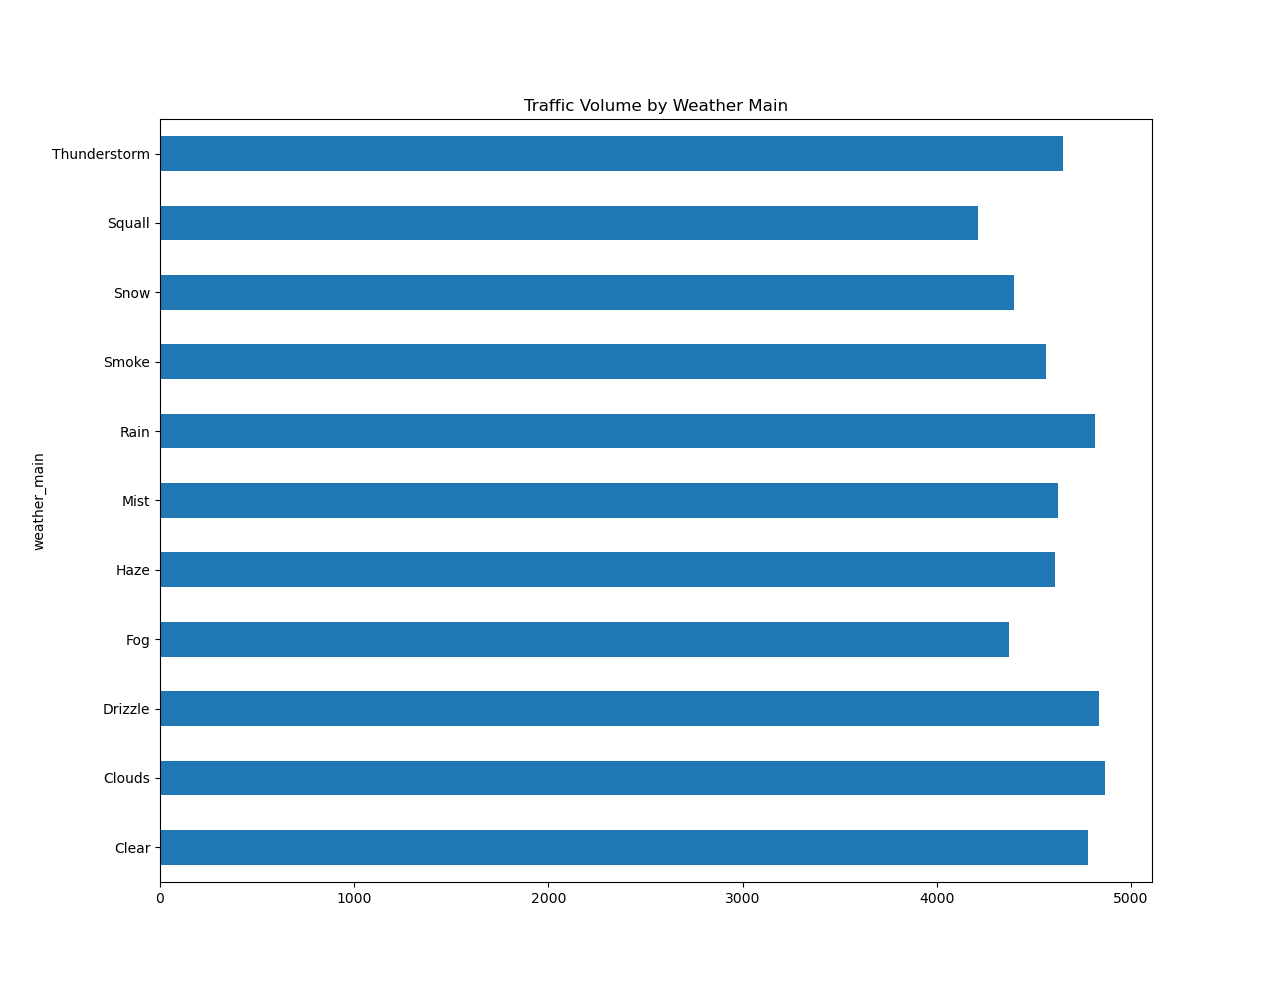 Traffic Volume by Weather Main
Thunderstorm
Squall
Snow
Smoke
Rain
Mist
Haze
Fog
Drizzle
Clouds
Clear
weather_main
0 1000 2000 3000 4000 5000